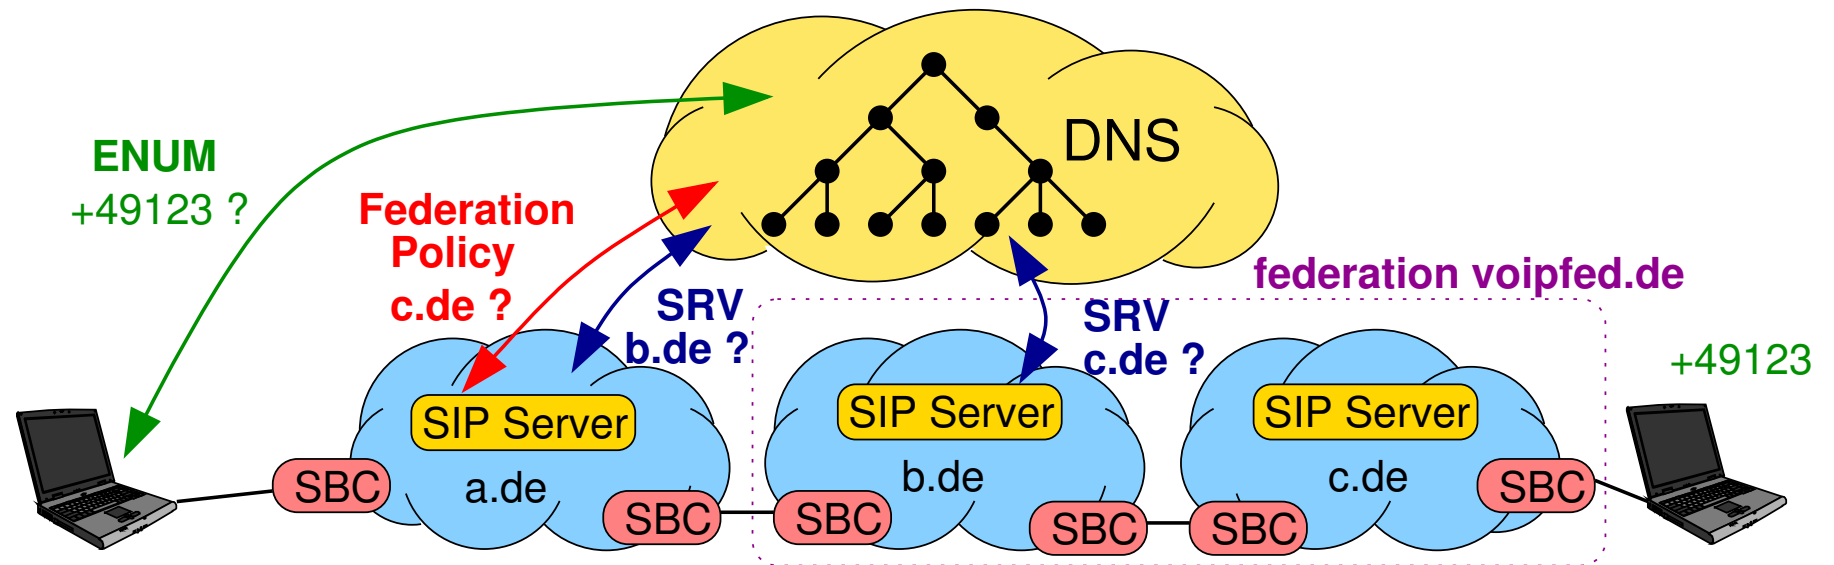 DNS
ENUM
+49123 ?
Federation
Policy
c.de ?
federation voipfed.de
SRV
b.de ?
SRV
c.de ?
+49123
SIP Server
SIP Server
SIP Server
a.de
b.de
c.de
SBC
SBC
SBC
SBC
SBC
SBC